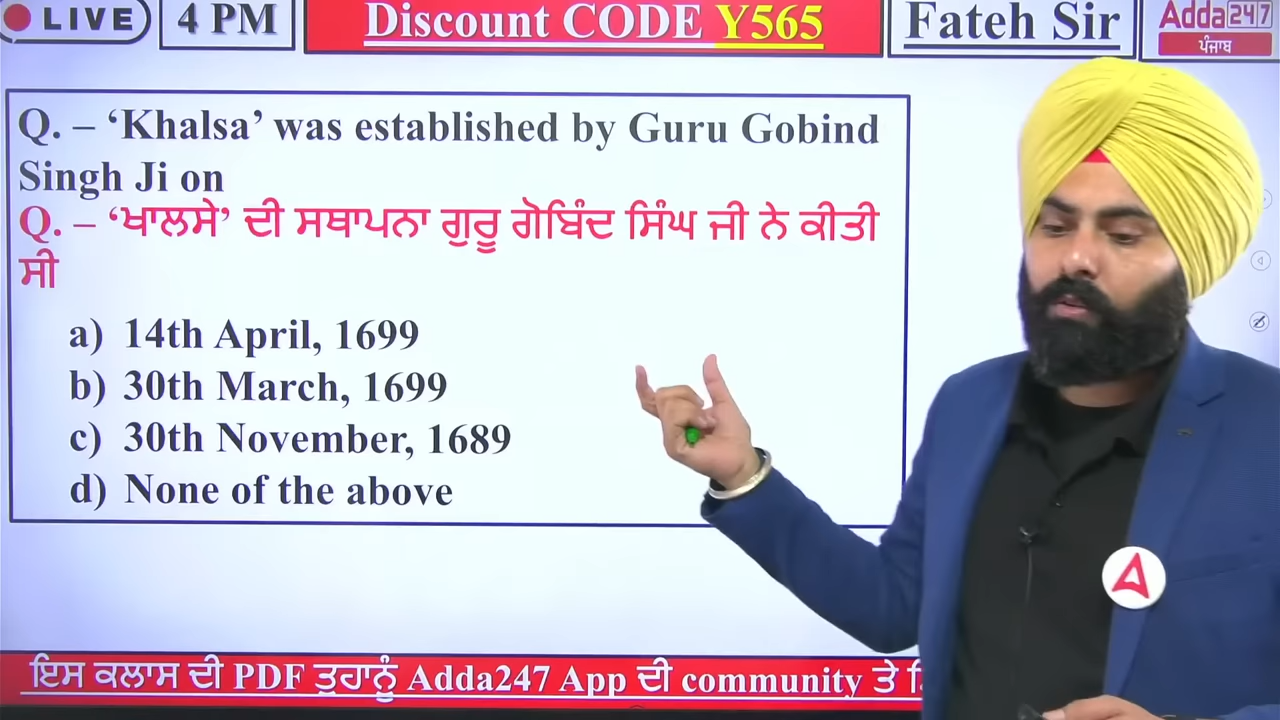 LIVE
4 PM
Discount CODE Y565
Fateh Sir
Adda247
ਪੰਜਾਬ
Q. – ‘Khalsa’ was established by Guru Gobind
Singh Ji on
Q. – ‘ਖਾਲਸੇ’ ਦੀ ਸਥਾਪਨਾ ਗੁਰੂ ਗੋਬਿੰਦ ਸਿੰਘ ਜੀ ਨੇ ਕੀਤੀ
ਸੀ
a) 14th April, 1699
b) 30th March, 1699
c) 30th November, 1689
d) None of the above
ਇਸ ਕਲਾਸ ਦੀ PDF ਤੁਹਾਨੂੰ Adda247 App ਦੀ community ਤੇ